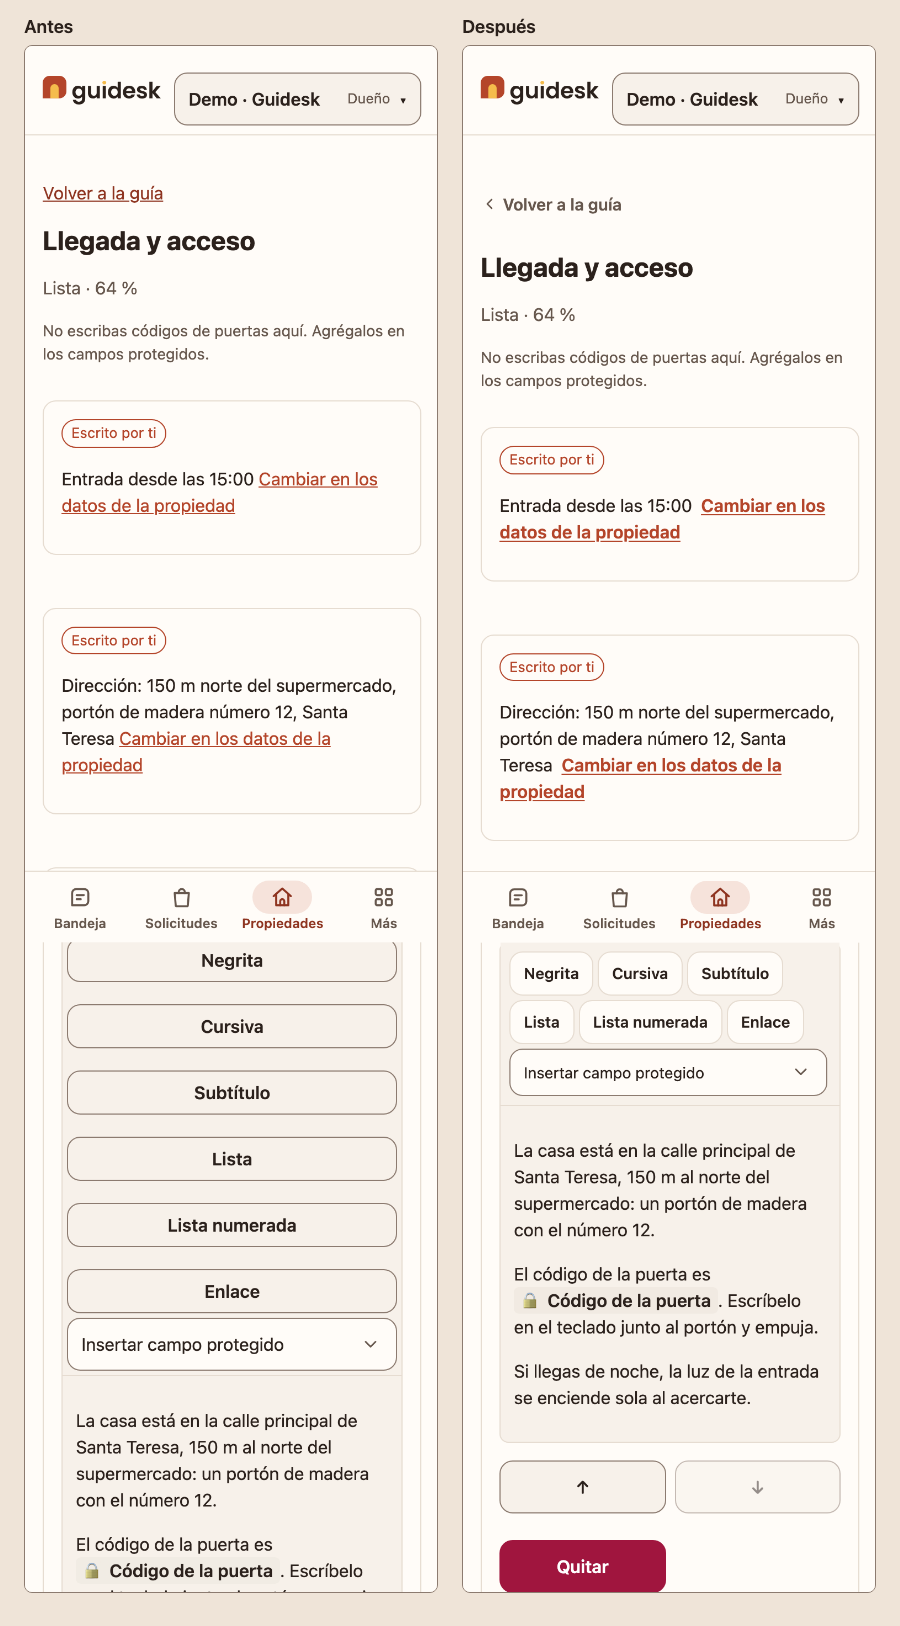 Antes
guidesk
Demo · Guidesk Dueño
Volver a la guía
Llegada y acceso
Lista · 64 %
No escribas códigos de puertas aquí. Agrégalos en
los campos protegidos.
Escrito por ti
Entrada desde las 15:00 Cambiar en los
datos de la propiedad
Escrito por ti
Dirección: 150 m norte del supermercado,
portón de madera número 12, Santa
Teresa Cambiar en los datos de la
propiedad
Bandeja Solicitudes Propiedades Más
Negrita
Cursiva
Subtítulo
Lista
Lista numerada
Enlace
Insertar campo protegido
La casa está en la calle principal de
Santa Teresa, 150 m al norte del
supermercado: un portón de madera
con el número 12.
El código de la puerta es
Código de la puerta . Escríbelo
Después
guidesk
Demo · Guidesk Dueño
Volver a la guía
Llegada y acceso
Lista · 64 %
No escribas códigos de puertas aquí. Agrégalos en
los campos protegidos.
Escrito por ti
Entrada desde las 15:00 Cambiar en los
datos de la propiedad
Escrito por ti
Dirección: 150 m norte del supermercado,
portón de madera número 12, Santa
Teresa Cambiar en los datos de la
propiedad
Bandeja Solicitudes Propiedades Más
Negrita Cursiva Subtítulo
Lista Lista numerada Enlace
Insertar campo protegido
La casa está en la calle principal de
Santa Teresa, 150 m al norte del
supermercado: un portón de madera
con el número 12.
El código de la puerta es
Código de la puerta . Escríbelo
en el teclado junto al portón y empuja.
Si llegas de noche, la luz de la entrada
se enciende sola al acercarte.
↑ ↓
Quitar